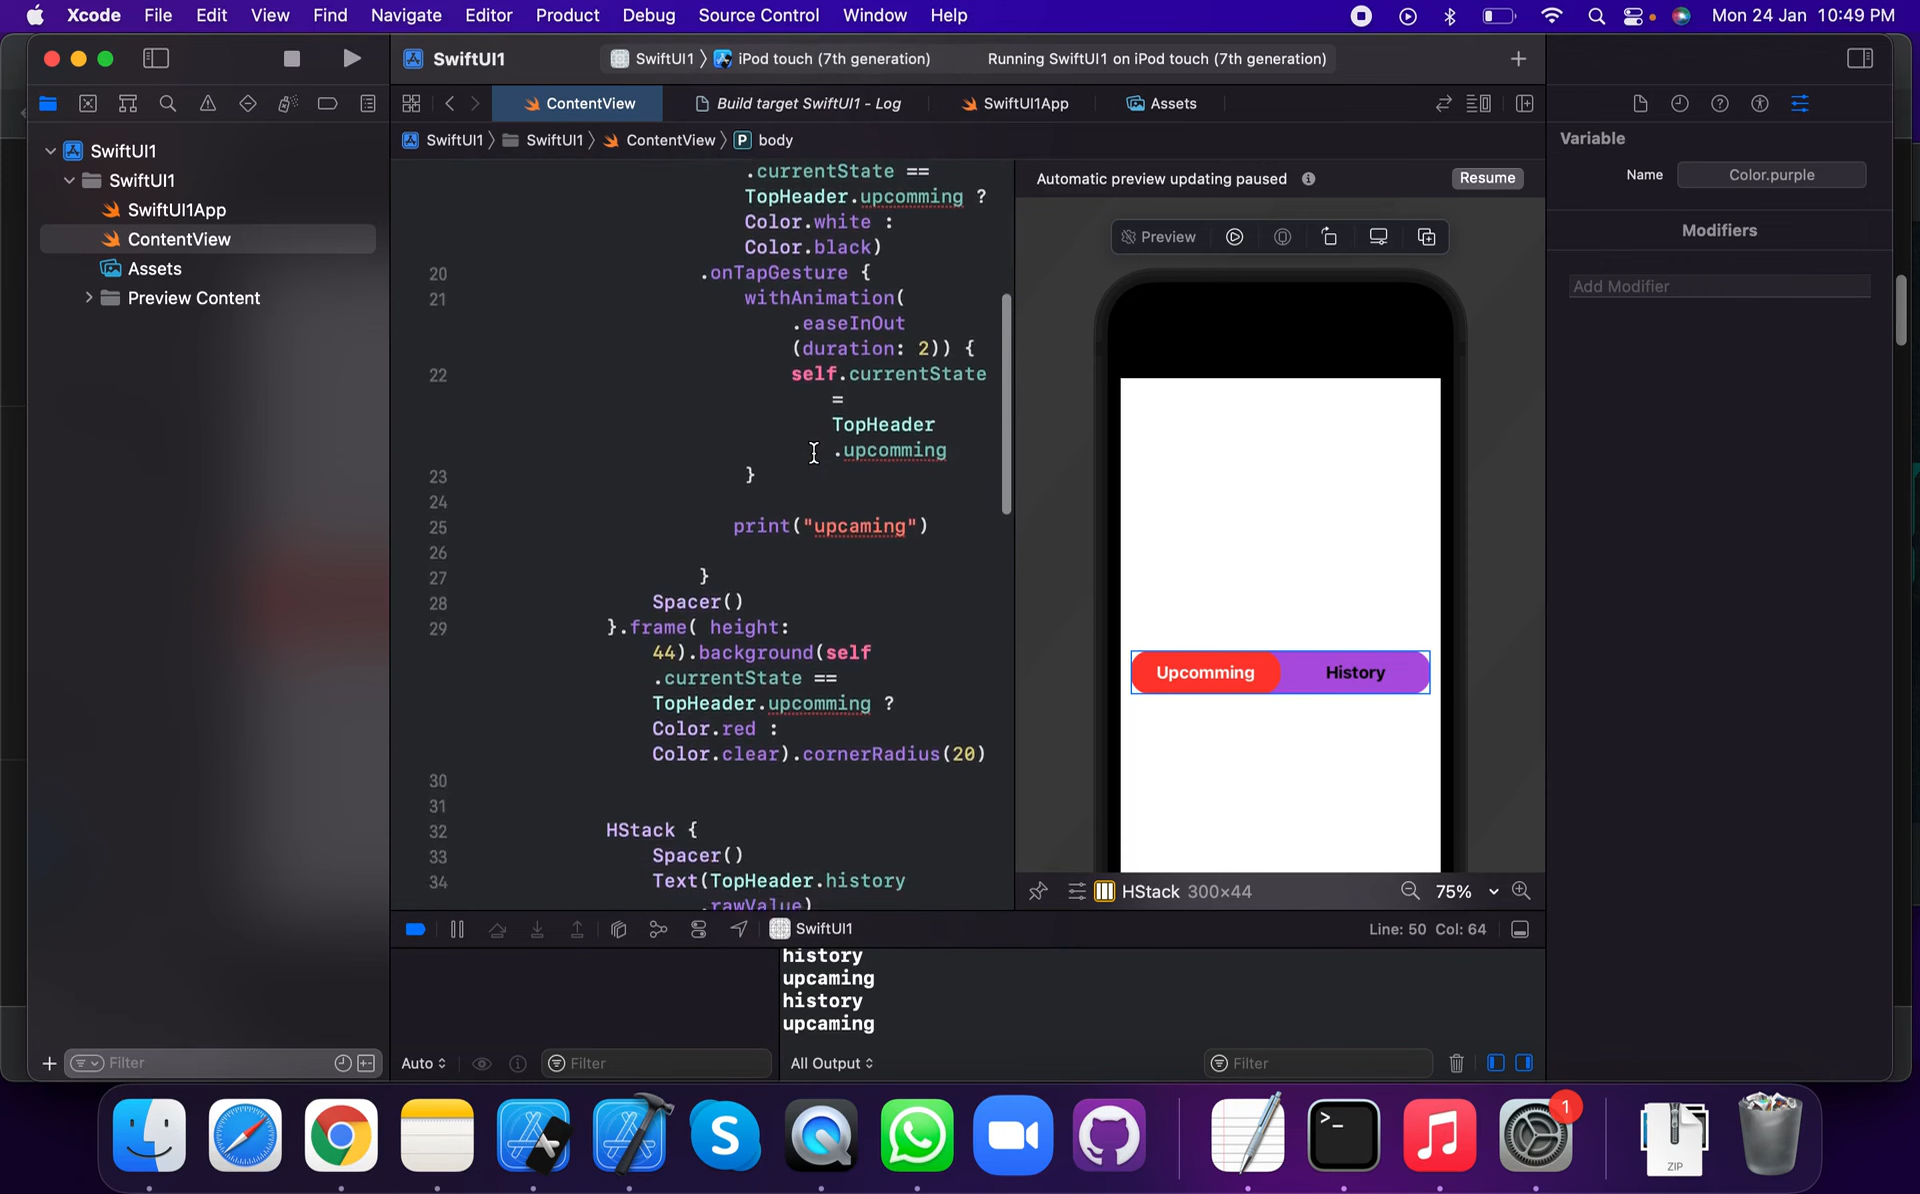 Xcode File Edit View Find Navigate Editor Product Debug Source Control Window Help Mon 24 Jan 10:49 PM
SwiftUI1 SwiftUI1 iPod touch (7th generation) Running SwiftUI1 on iPod touch (7th generation)
ContentView Build target SwiftUI1 - Log SwiftUI1App Assets
SwiftUI1 SwiftUI1 ContentView P body
SwiftUI1
SwiftUI1
SwiftUI1App
ContentView
Assets
Preview Content
.currentState ==
TopHeader.upcomming ?
Color.white :
Color.black)
20 .onTapGesture {
21 withAnimation(
.easeInOut
(duration: 2)) {
22 self.currentState
=
TopHeader
.upcomming
23 }
24
25 print("upcaming")
26
27 }
28 Spacer()
29 }.frame( height:
44).background(self
.currentState ==
TopHeader.upcomming ?
Color.red :
Color.clear).cornerRadius(20)
30
31
32 HStack {
33 Spacer()
34 Text(TopHeader.history
.rawValue)
Automatic preview updating paused Resume
Preview
Upcomming History
HStack 300×44 75%
Variable
Name Color.purple
Modifiers
Add Modifier
SwiftUI1 Line: 50 Col: 64
history
upcaming
history
upcaming
Filter Auto Filter All Output Filter
1
ZIP